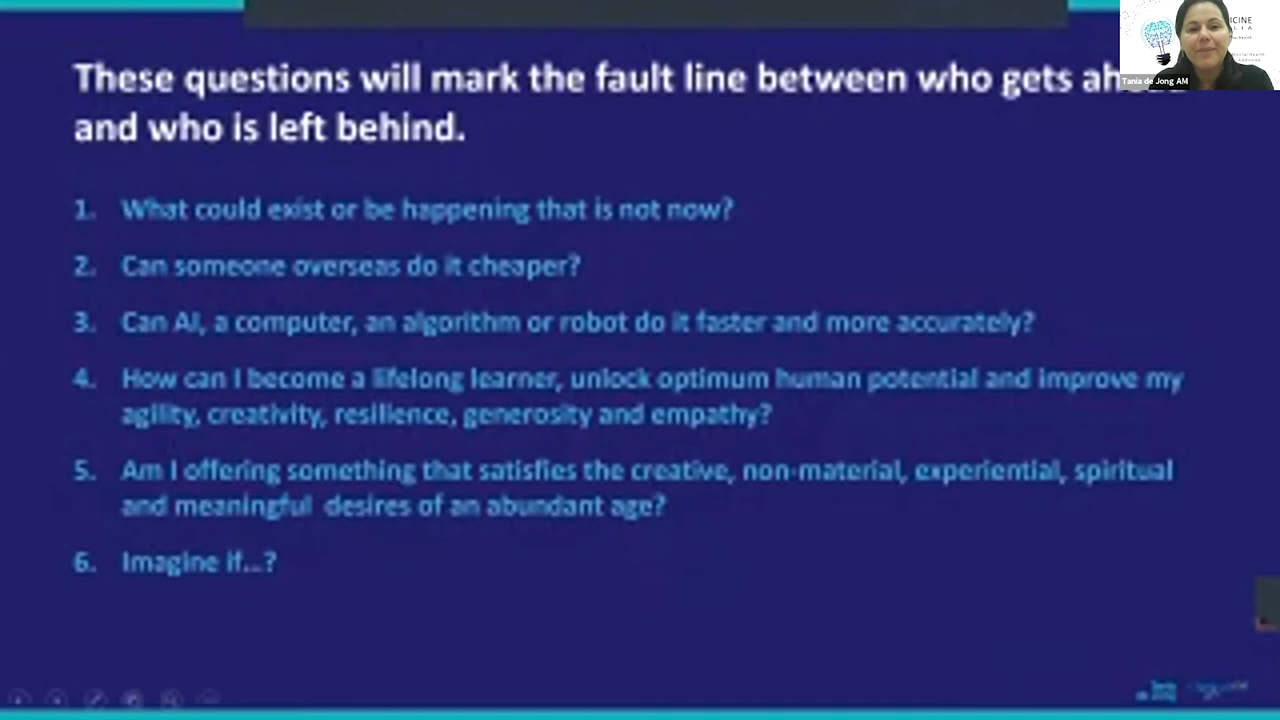 ICINE
LIA
These questions will mark the fault line between who gets ah
Tania de Jong AM
and who is left behind.
1. What could exist or be happening that is not now?
2. Can someone overseas do it cheaper?
3. Can AI, a computer, an algorithm or robot do it faster and more accurately?
4. How can I become a lifelong learner, unlock optimum human potential and improve my
agility, creativity, resilience, generosity and empathy?
5. Am I offering something that satisfies the creative, non-material, experiential, spiritual
and meaningful desires of an abundant age?
6. Imagine if...?